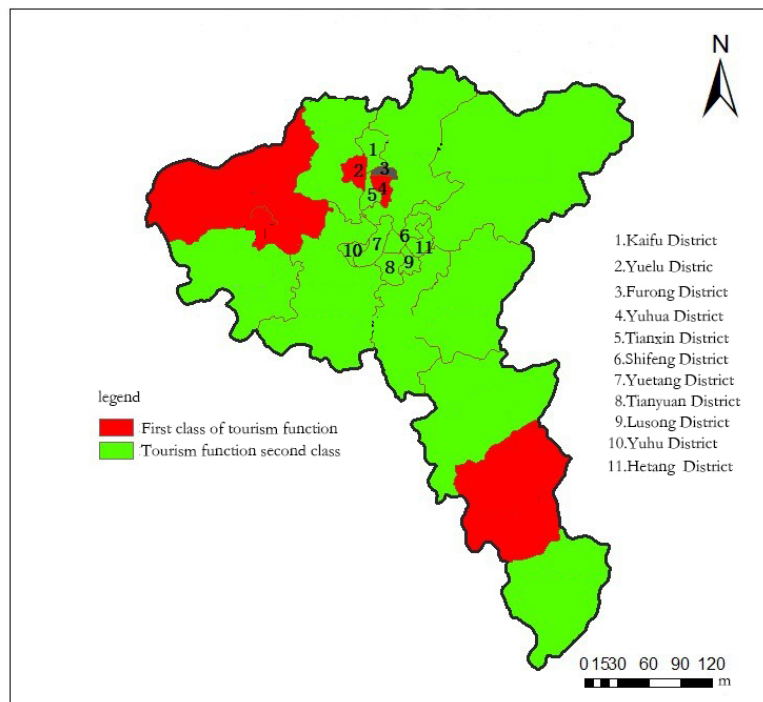 N
1
2
3
4
5
1
6
7
11
10
9
8
1.Kaifu District
2.Yuelu Distric
3.Furong District
4.Yuhua District
5.Tianxin District
6.Shifeng District
7.Yuetang District
8.Tianyuan District
9.Lusong District
10.Yuhu District
11.Hetang District
legend
First class of tourism function
Tourism function second class
0 1530 60 90 120
m